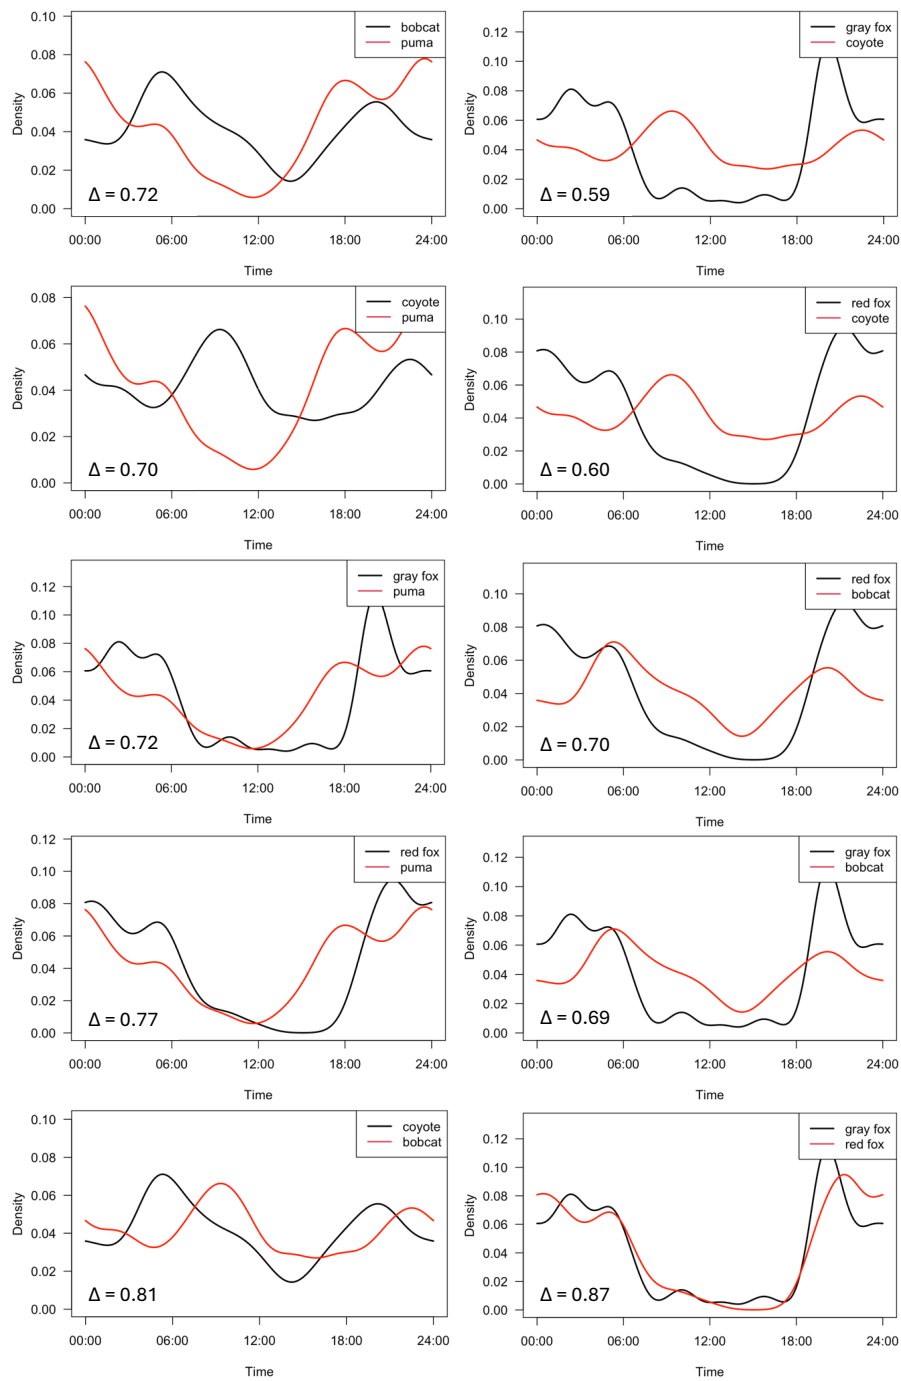 0.10
0.08
0.06
0.04
0.02
0.00
Density
bobcat
puma
Δ = 0.72
00:00 06:00 12:00 18:00 24:00
Time
0.12
0.10
0.08
0.06
0.04
0.02
0.00
Density
gray fox
coyote
Δ = 0.59
00:00 06:00 12:00 18:00 24:00
Time
0.08
0.06
0.04
0.02
0.00
Density
coyote
puma
Δ = 0.70
00:00 06:00 12:00 18:00 24:00
Time
0.10
0.08
0.06
0.04
0.02
0.00
Density
red fox
coyote
Δ = 0.60
00:00 06:00 12:00 18:00 24:00
Time
0.12
0.10
0.08
0.06
0.04
0.02
0.00
Density
gray fox
puma
Δ = 0.72
00:00 06:00 12:00 18:00 24:00
Time
0.10
0.08
0.06
0.04
0.02
0.00
Density
red fox
bobcat
Δ = 0.70
00:00 06:00 12:00 18:00 24:00
Time
0.12
0.10
0.08
0.06
0.04
0.02
0.00
Density
red fox
puma
Δ = 0.77
00:00 06:00 12:00 18:00 24:00
Time
0.12
0.10
0.08
0.06
0.04
0.02
0.00
Density
gray fox
bobcat
Δ = 0.69
00:00 06:00 12:00 18:00 24:00
Time
0.10
0.08
0.06
0.04
0.02
0.00
Density
coyote
bobcat
Δ = 0.81
00:00 06:00 12:00 18:00 24:00
Time
0.12
0.10
0.08
0.06
0.04
0.02
0.00
Density
gray fox
red fox
Δ = 0.87
00:00 06:00 12:00 18:00 24:00
Time